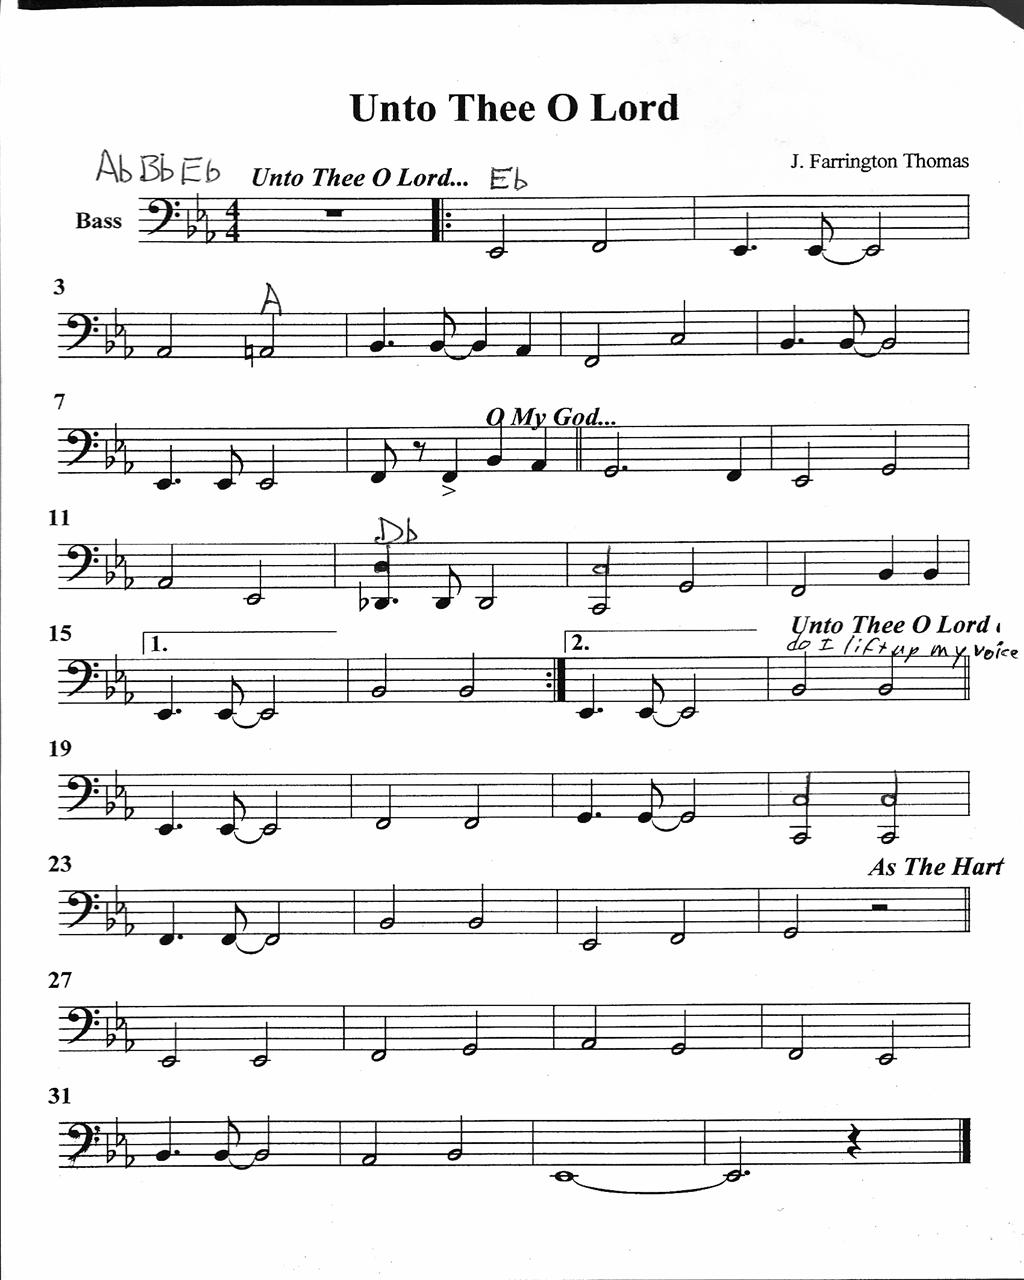 Unto Thee O Lord
J. Farrington Thomas
Ab Bb Eb Unto Thee O Lord... Eb
Bass
4
4
3
A
7
O My God...
11
Db
15
1.
2.
Unto Thee O Lord
do I lift up my voice
19
23
As The Hart
27
31